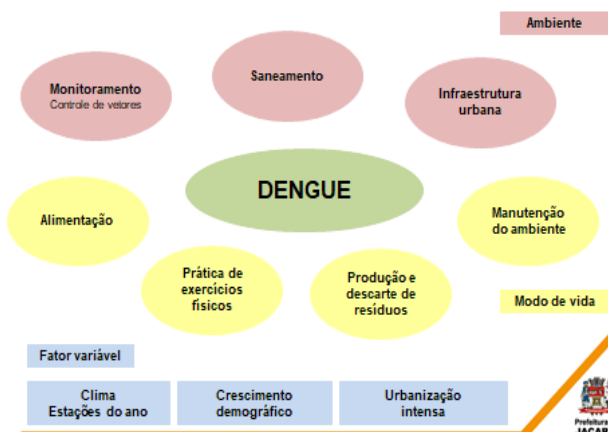 Ambiente
Saneamento
Monitoramento
Controle de vetores
Infraestrutura
urbana
DENGUE
Alimentação
Manutenção
do ambiente
Prática de
exercícios
físicos
Produção e
descarte de
resíduos
Modo de vida
Fator variável
Clima
Estações do ano
Crescimento
demográfico
Urbanização
intensa
Prefeitura